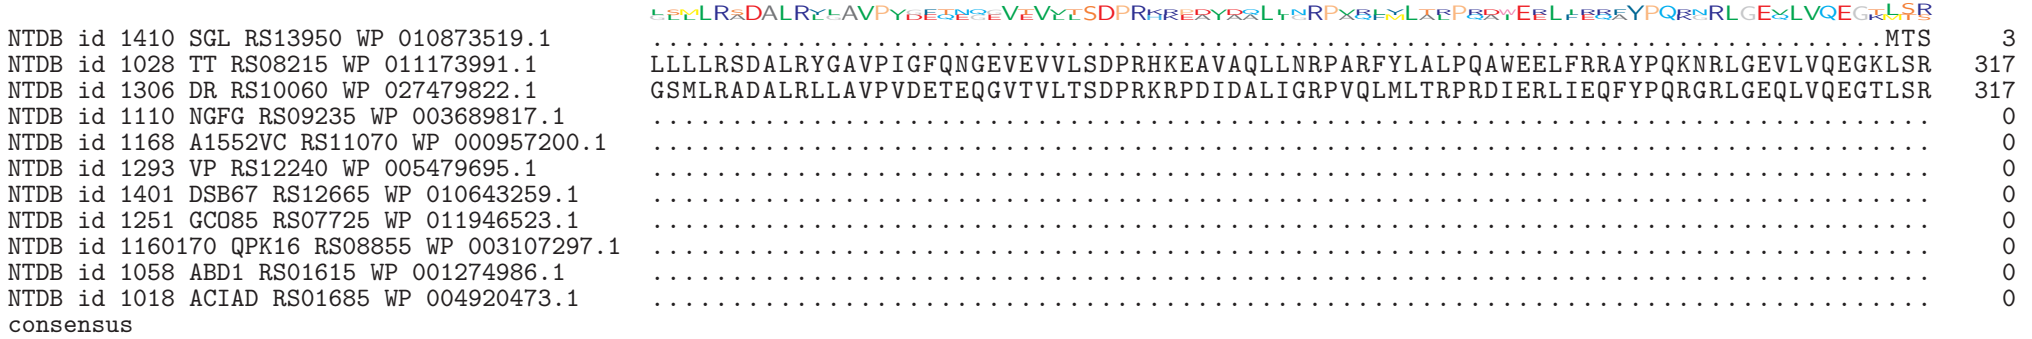 NTDB id 1410 SGL RS13950 WP 010873519.1 .............................................................................MTS 3
NTDB id 1028 TT RS08215 WP 011173991.1 LLLLRSDALRYGAVPIGFQNGEVEVVLSDPRHKEAVAQLLNRPARFYLALPQAWEELFRRAYPQKNRLGEVLVQEGKLSR 317
NTDB id 1306 DR RS10060 WP 027479822.1 GSMLRADALRLLAVPVDETEQGVTVLTSDPRKRPDIDALIGRPVQLMLTRPRDIERLIEQFYPQRGRLGEQLVQEGTLSR 317
NTDB id 1110 NGFG RS09235 WP 003689817.1 ................................................................................ 0
NTDB id 1168 A1552VC RS11070 WP 000957200.1 ................................................................................ 0
NTDB id 1293 VP RS12240 WP 005479695.1 ................................................................................ 0
NTDB id 1401 DSB67 RS12665 WP 010643259.1 ................................................................................ 0
NTDB id 1251 GCO85 RS07725 WP 011946523.1 ................................................................................ 0
NTDB id 1160170 QPK16 RS08855 WP 003107297.1 ................................................................................ 0
NTDB id 1058 ABD1 RS01615 WP 001274986.1 ................................................................................ 0
NTDB id 1018 ACIAD RS01685 WP 004920473.1 ................................................................................ 0
consensus